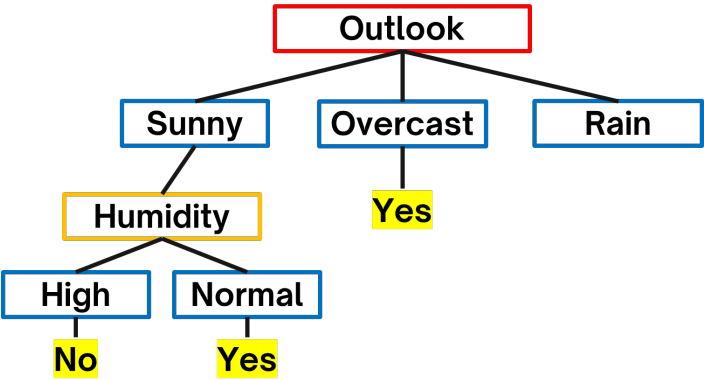 Outlook
Sunny
Overcast
Rain
Humidity
Yes
High
Normal
No
Yes